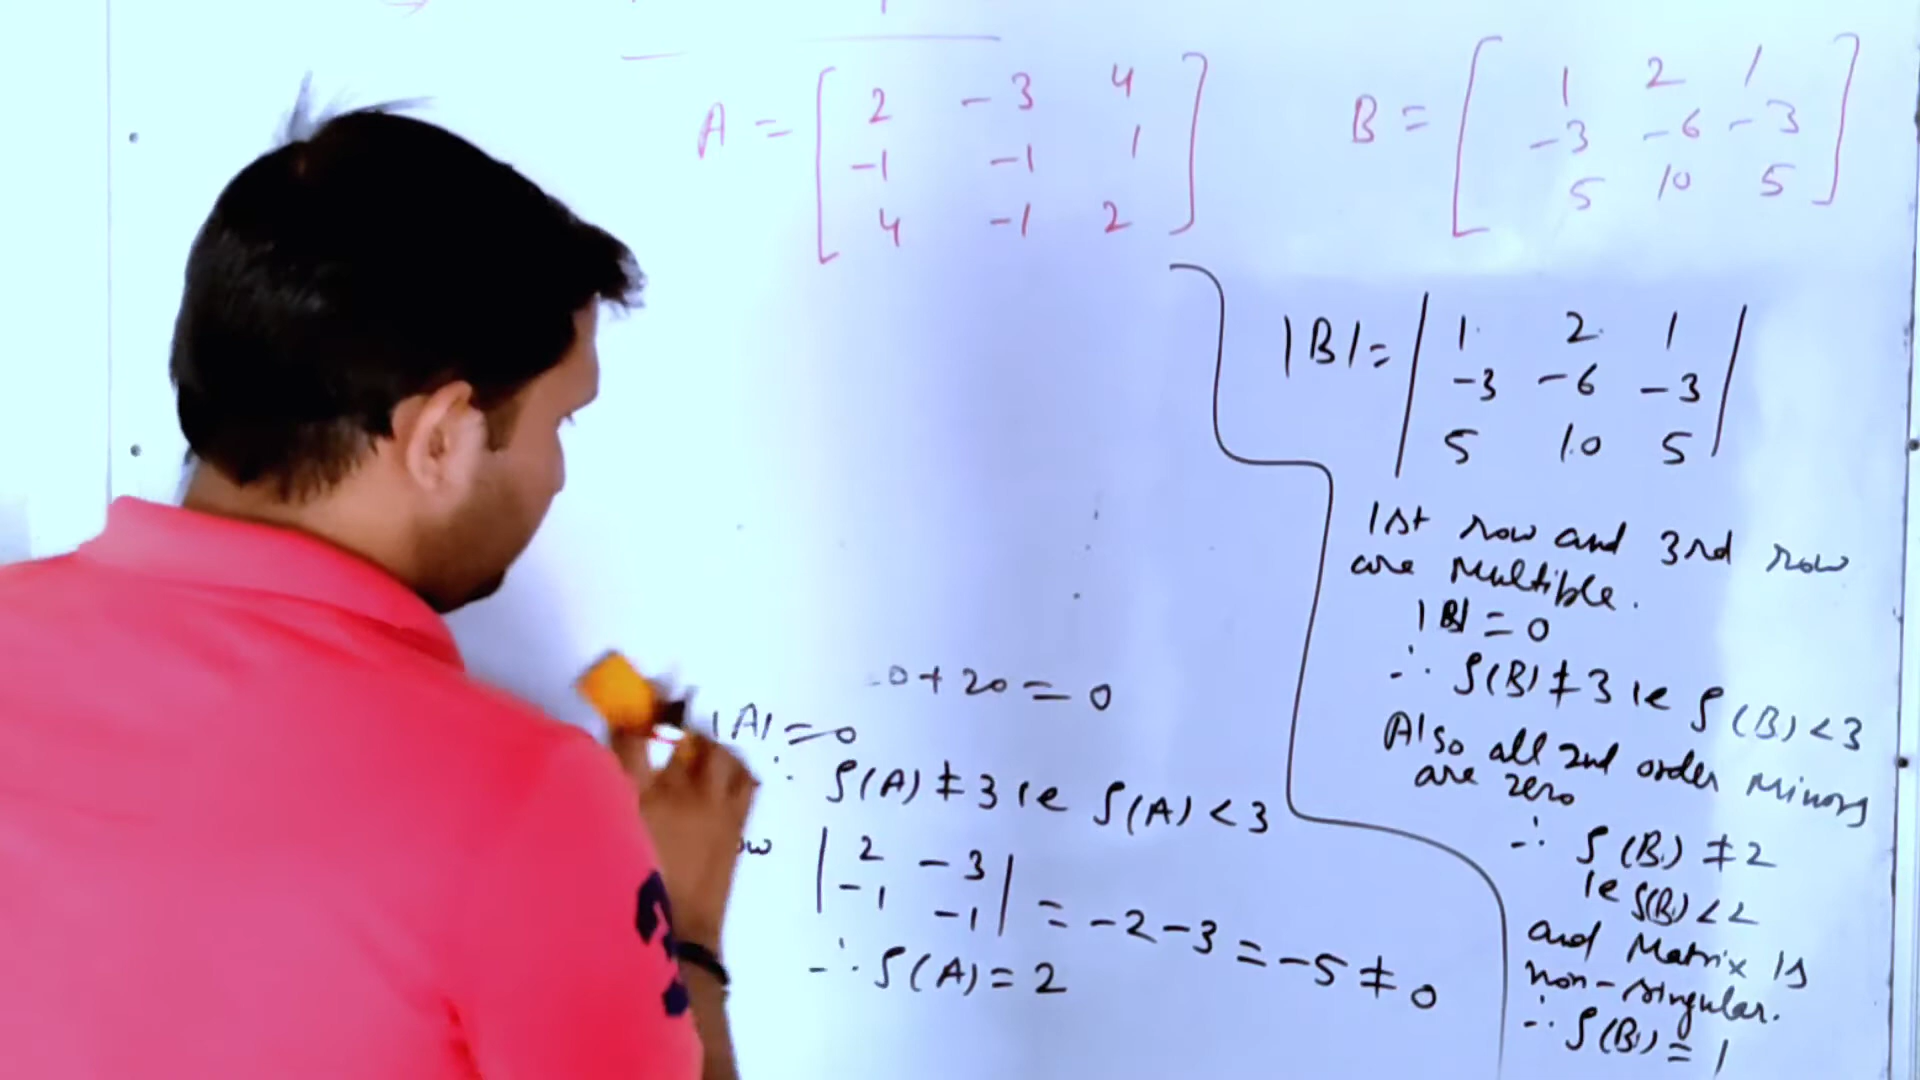 A = [ 2 -3 4
-1 -1 1
4 -1 2 ]
B = [ 1 2 1
-3 -6 -3
5 10 5 ]
0+20=0
|A|=0
∴ ρ(A) ≠ 3 ie ρ(A) < 3
ow | 2 -3
-1 -1 | = -2-3 = -5 ≠ 0
∴ ρ(A) = 2
|B| = | 1 2 1
-3 -6 -3
5 10 5 |
1st row and 3rd row
are multible.
|B| = 0
∴ ρ(B) ≠ 3 ie ρ(B) < 3
Also all 2nd order minors
are zero
∴ ρ(B) ≠ 2
ie ρ(B) < 2
and Matrix is
non-singular.
∴ ρ(B) = 1